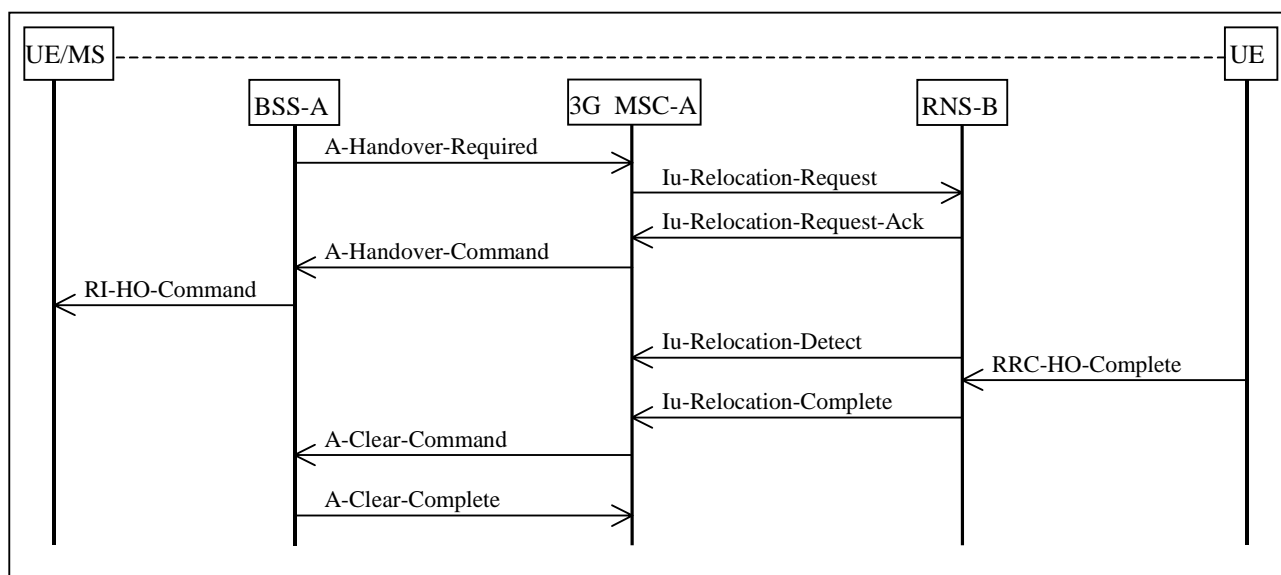 UE/MS
UE
BSS-A
3G MSC-A
RNS-B
A-Handover-Required
Iu-Relocation-Request
Iu-Relocation-Request-Ack
A-Handover-Command
RI-HO-Command
Iu-Relocation-Detect
RRC-HO-Complete
Iu-Relocation-Complete
A-Clear-Command
A-Clear-Complete